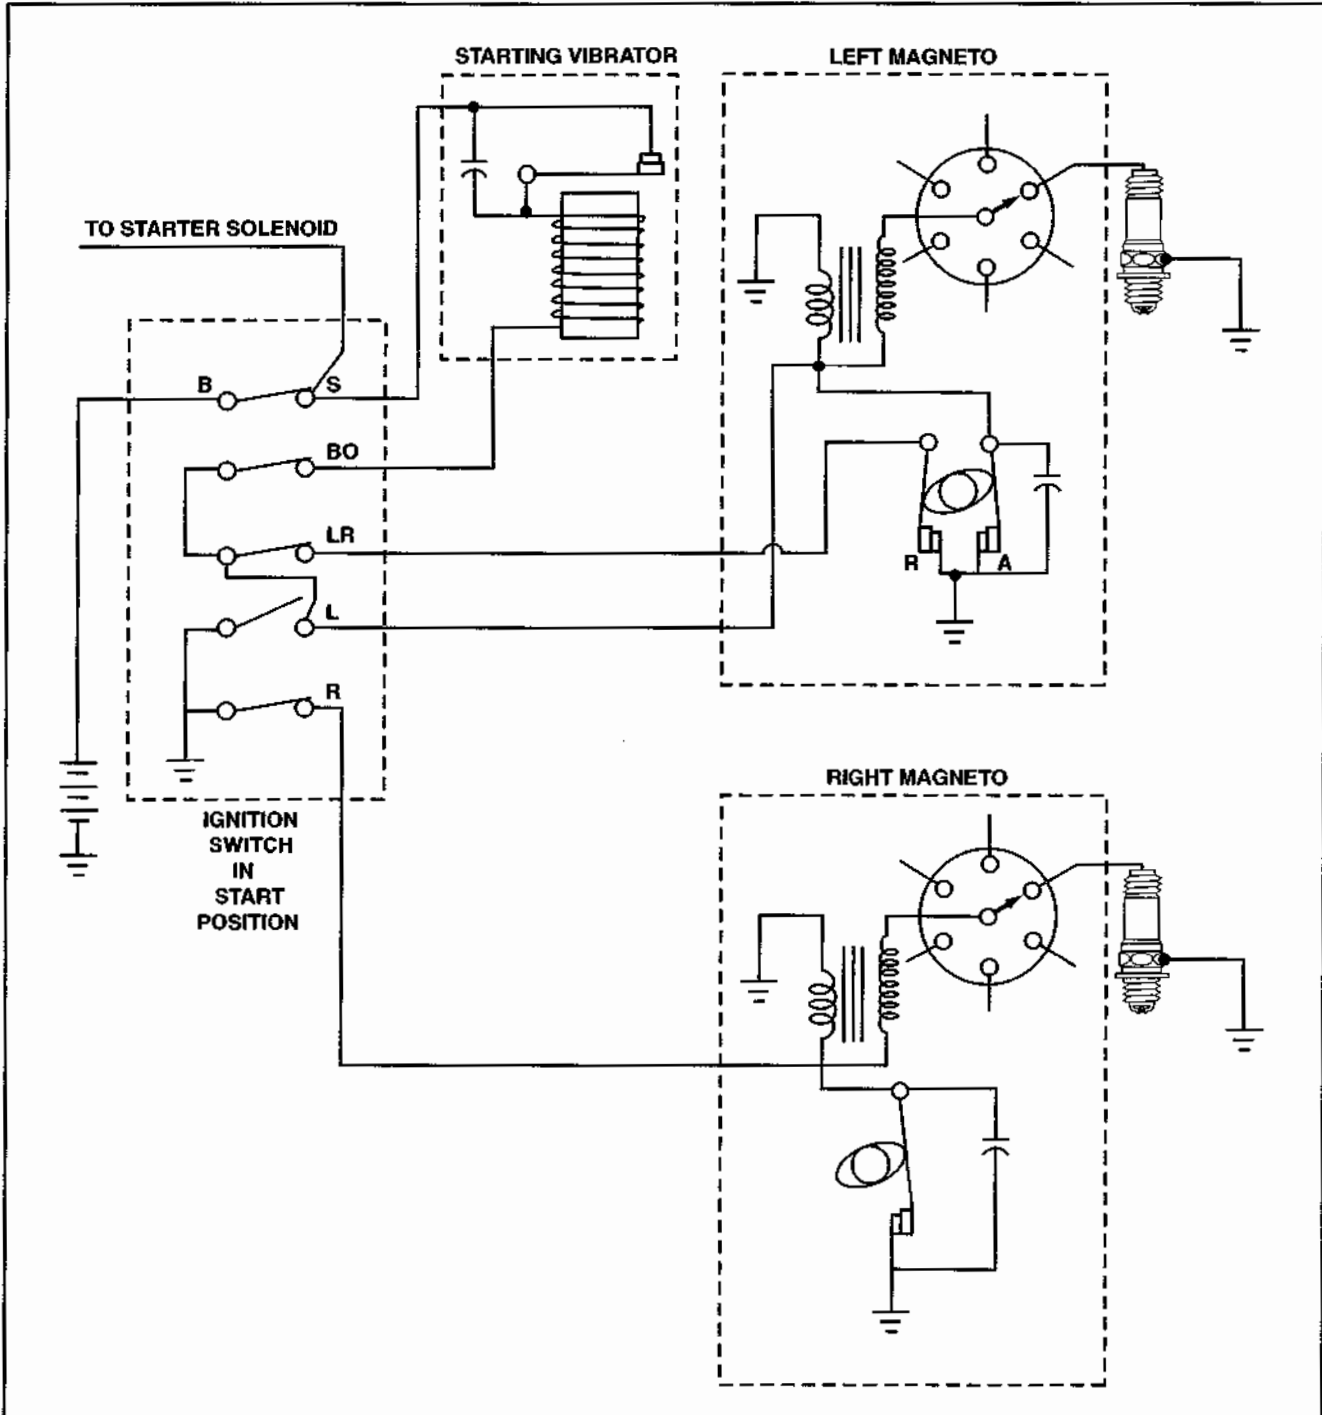 STARTING VIBRATOR
LEFT MAGNETO
TO STARTER SOLENOID
B
S
BO
LR
L
R
R
A
IGNITION
SWITCH
IN
START
POSITION
RIGHT MAGNETO